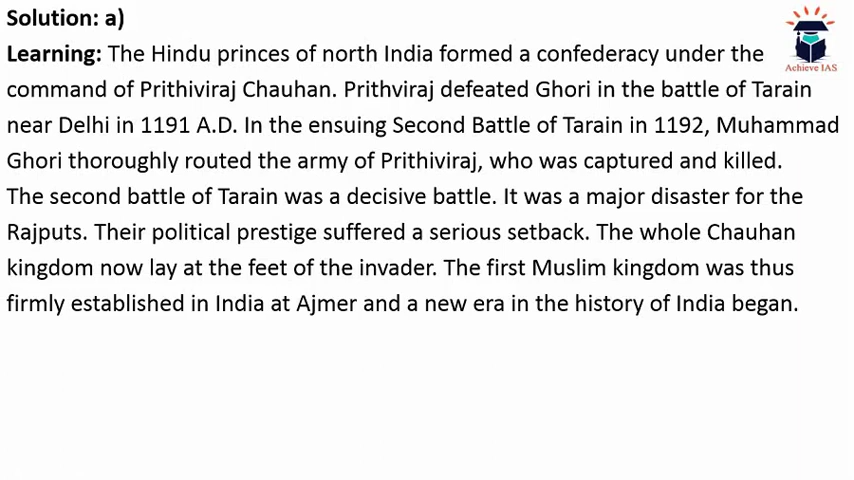 Solution: a)
Learning: The Hindu princes of north India formed a confederacy under the
command of Prithiviraj Chauhan. Prithviraj defeated Ghori in the battle of Tarain
near Delhi in 1191 A.D. In the ensuing Second Battle of Tarain in 1192, Muhammad
Ghori thoroughly routed the army of Prithiviraj, who was captured and killed.
The second battle of Tarain was a decisive battle. It was a major disaster for the
Rajputs. Their political prestige suffered a serious setback. The whole Chauhan
kingdom now lay at the feet of the invader. The first Muslim kingdom was thus
firmly established in India at Ajmer and a new era in the history of India began.
Achieve IAS